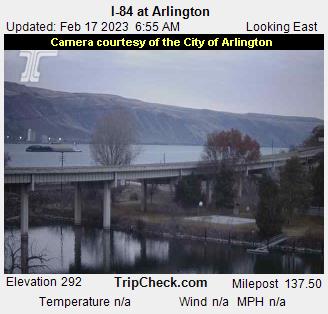 I-84 at Arlington
Updated: Feb 17 2023 6:55 AM Looking East
Camera courtesy of the City of Arlington
Elevation 292 TripCheck.com Milepost 137.50
Temperature n/a Wind n/a MPH n/a